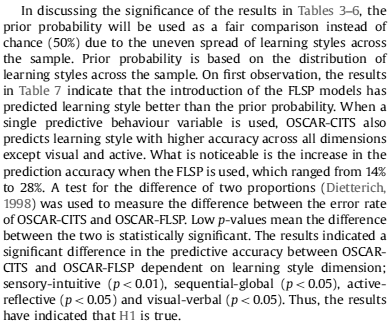 In discussing the significance of the results in Tables 3–6, the
prior probability will be used as a fair comparison instead of
chance (50%) due to the uneven spread of learning styles across
the sample. Prior probability is based on the distribution of
learning styles across the sample. On first observation, the results
in Table 7 indicate that the introduction of the FLSP models has
predicted learning style better than the prior probability. When a
single predictive behaviour variable is used, OSCAR-CITS also
predicts learning style with higher accuracy across all dimensions
except visual and active. What is noticeable is the increase in the
prediction accuracy when the FLSP is used, which ranged from 14%
to 28%. A test for the difference of two proportions (Dietterich,
1998) was used to measure the difference between the error rate
of OSCAR-CITS and OSCAR-FLSP. Low p-values mean the difference
between the two is statistically significant. The results indicated a
significant difference in the predictive accuracy between OSCAR-
CITS and OSCAR-FLSP dependent on learning style dimension;
sensory-intuitive (p < 0.01), sequential-global (p < 0.05), active-
reflective (p < 0.05) and visual-verbal (p < 0.05). Thus, the results
have indicated that H1 is true.